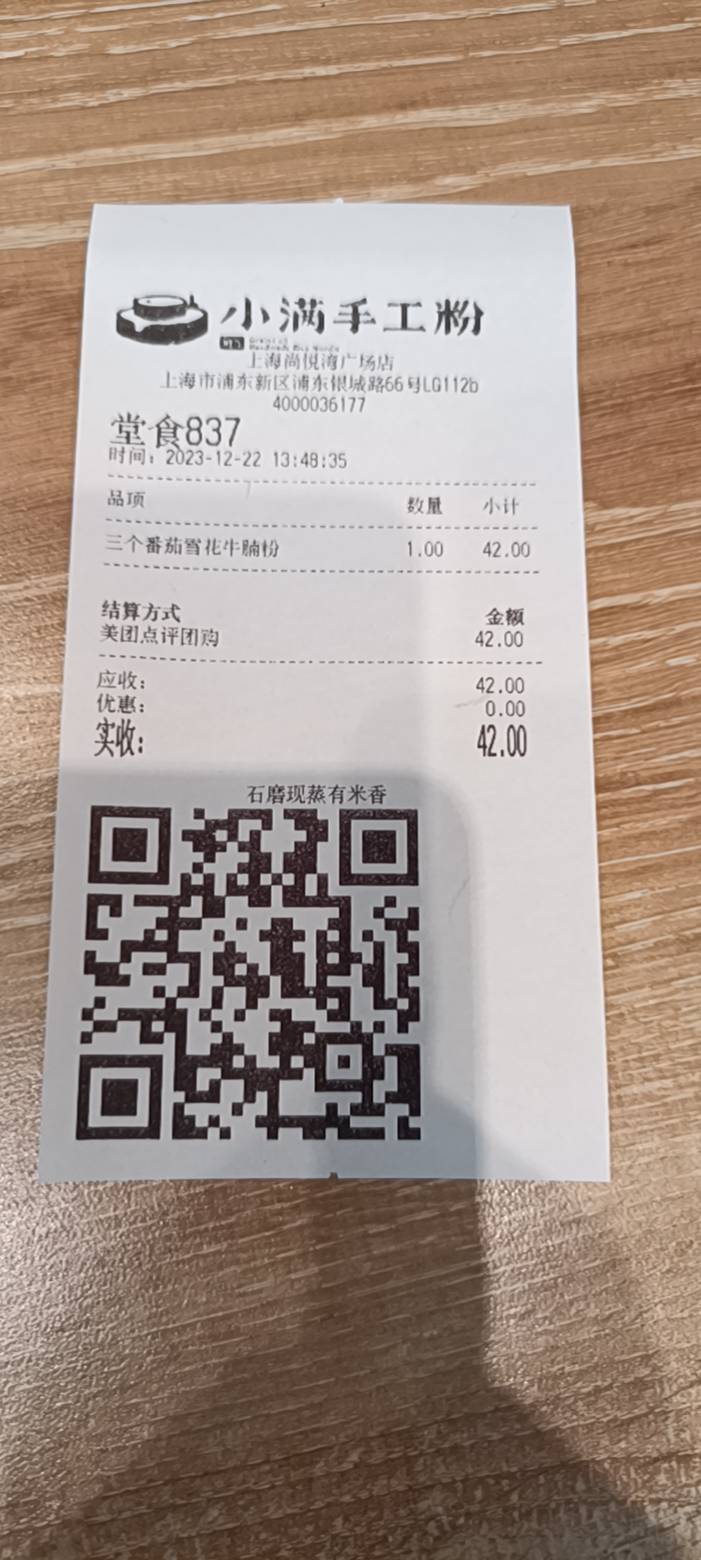 小满手工粉
上海尚悦湾广场店
上海市浦东新区浦东银城路66号LG112b
4000036177
堂食837
时间：2023-12-22 13:48:35
品项 数量 小计
三个番茄雪花牛腩粉 1.00 42.00
结算方式 金额
美团点评团购 42.00
应收： 42.00
优惠： 0.00
实收： 42.00
石磨现蒸有米香